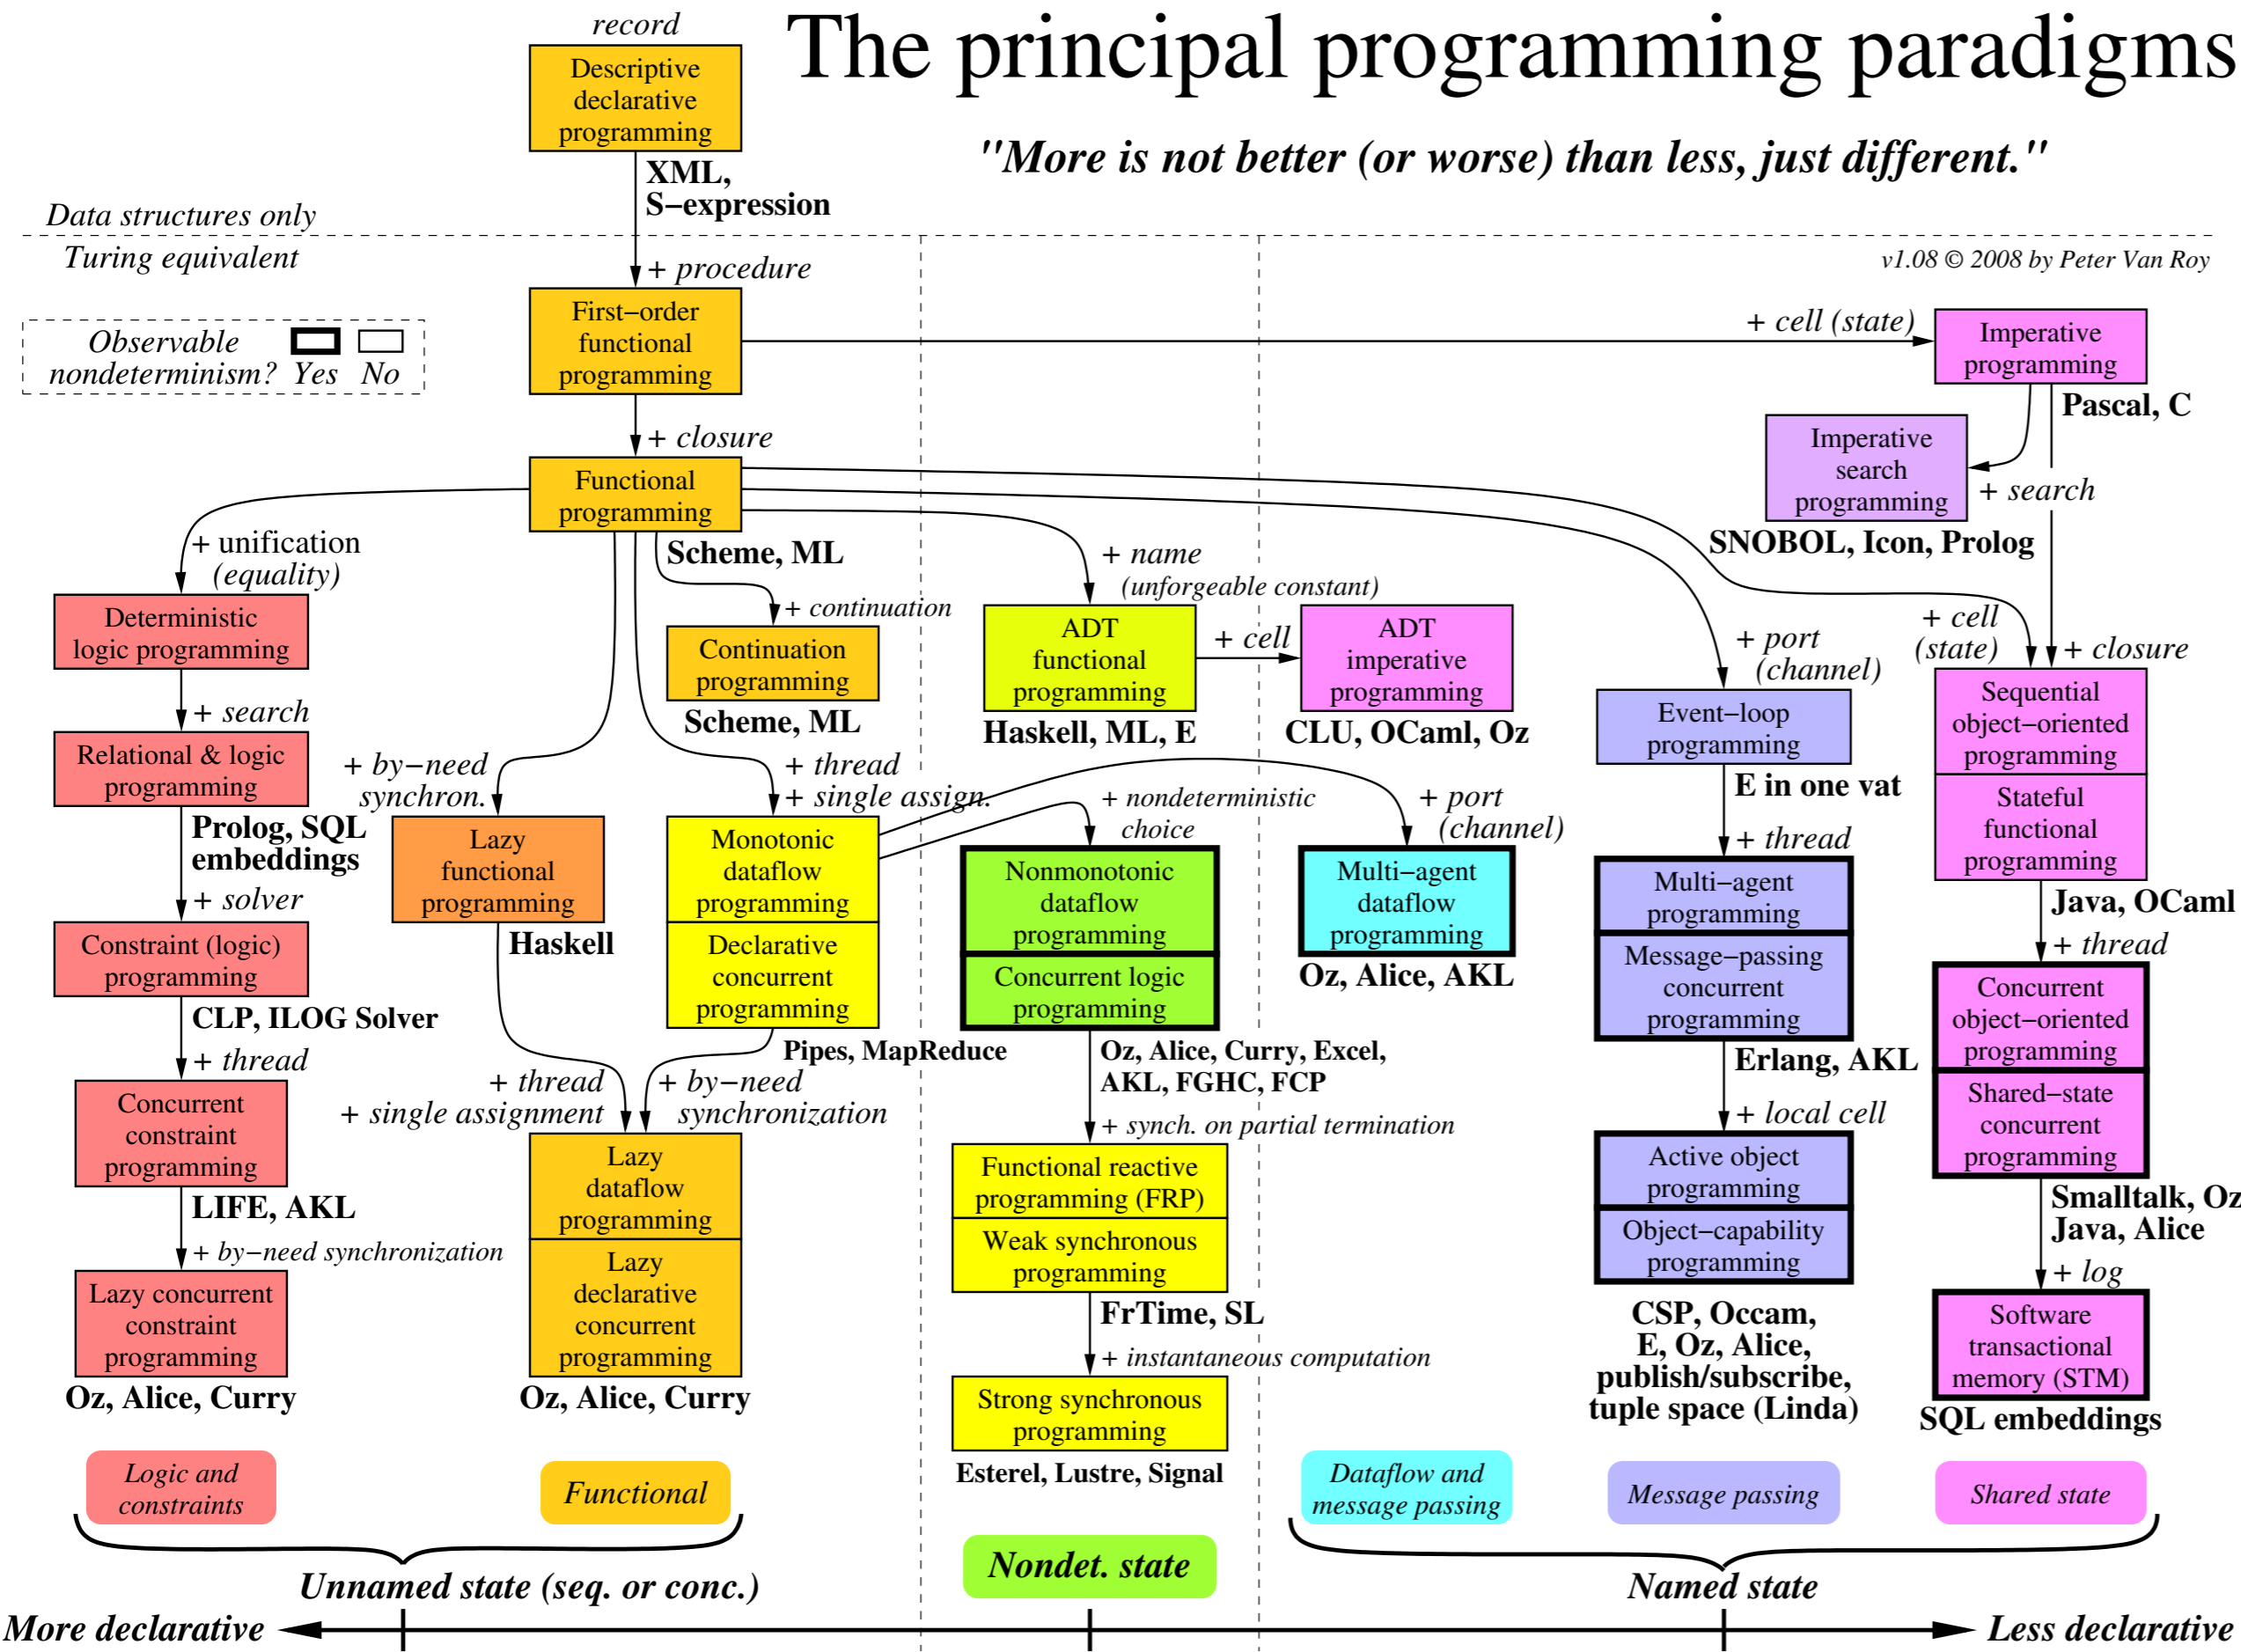 The principal programming paradigms
"More is not better (or worse) than less, just different."
record
Descriptive
declarative
programming
XML,
S−expression
Data structures only
Turing equivalent
v1.08 © 2008 by Peter Van Roy
+ procedure
Observable
nondeterminism? Yes No
First−order
functional
programming
+ cell (state)
Imperative
programming
Pascal, C
+ closure
Imperative
search
programming
+ search
SNOBOL, Icon, Prolog
Functional
programming
Scheme, ML
+ unification
(equality)
Deterministic
logic programming
+ search
Relational & logic
programming
Prolog, SQL
embeddings
+ solver
Constraint (logic)
programming
CLP, ILOG Solver
+ thread
Concurrent
constraint
programming
LIFE, AKL
+ by−need synchronization
Lazy concurrent
constraint
programming
Oz, Alice, Curry
+ continuation
Continuation
programming
Scheme, ML
+ by−need
synchron.
Lazy
functional
programming
Haskell
+ thread
+ single assign.
Monotonic
dataflow
programming
Declarative
concurrent
programming
Pipes, MapReduce
+ thread
+ single assignment
+ by−need
synchronization
Lazy
dataflow
programming
Lazy
declarative
concurrent
programming
Oz, Alice, Curry
+ name
(unforgeable constant)
ADT
functional
programming
Haskell, ML, E
+ cell
ADT
imperative
programming
CLU, OCaml, Oz
+ nondeterministic
choice
Nonmonotonic
dataflow
programming
Concurrent logic
programming
Oz, Alice, Curry, Excel,
AKL, FGHC, FCP
+ synch. on partial termination
Functional reactive
programming (FRP)
Weak synchronous
programming
FrTime, SL
+ instantaneous computation
Strong synchronous
programming
Esterel, Lustre, Signal
+ port
(channel)
Multi−agent
dataflow
programming
Oz, Alice, AKL
+ port
(channel)
Event−loop
programming
E in one vat
+ thread
Multi−agent
programming
Message−passing
concurrent
programming
Erlang, AKL
+ local cell
Active object
programming
Object−capability
programming
CSP, Occam,
E, Oz, Alice,
publish/subscribe,
tuple space (Linda)
+ cell
(state)
+ closure
Sequential
object−oriented
programming
Stateful
functional
programming
Java, OCaml
+ thread
Concurrent
object−oriented
programming
Shared−state
concurrent
programming
Smalltalk, Oz
Java, Alice
+ log
Software
transactional
memory (STM)
SQL embeddings
Logic and
constraints
Functional
Dataflow and
message passing
Message passing
Shared state
Nondet. state
Unnamed state (seq. or conc.)
Named state
More declarative
Less declarative